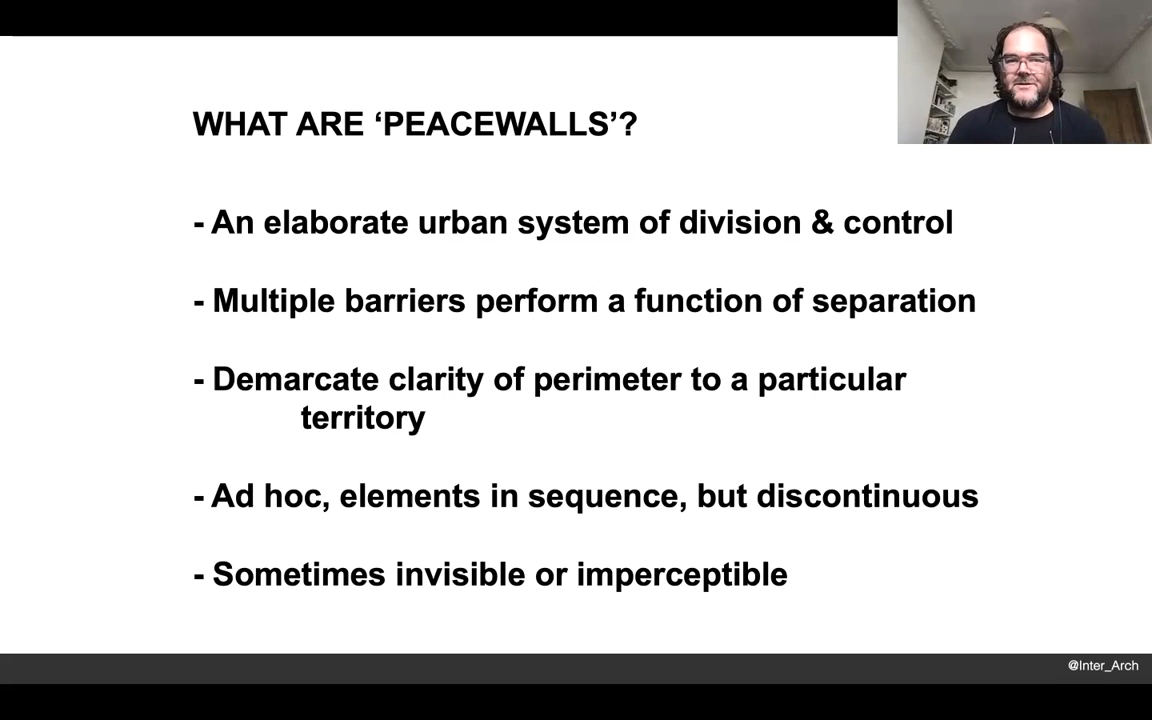 WHAT ARE ‘PEACEWALLS’?
- An elaborate urban system of division & control
- Multiple barriers perform a function of separation
- Demarcate clarity of perimeter to a particular
territory
- Ad hoc, elements in sequence, but discontinuous
- Sometimes invisible or imperceptible
@Inter_Arch